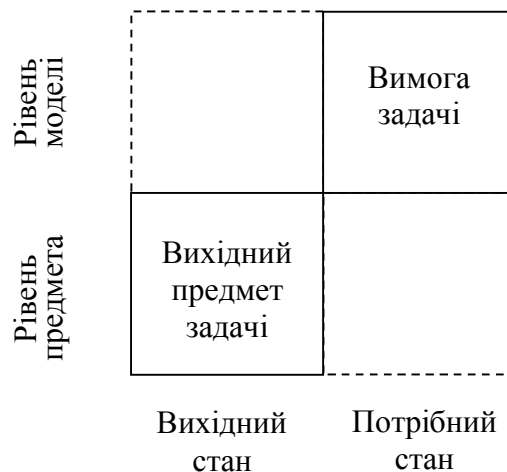 Рівень
моделі
Вимога
задачі
Рівень
предмета
Вихідний
предмет
задачі
Вихідний
стан
Потрібний
стан